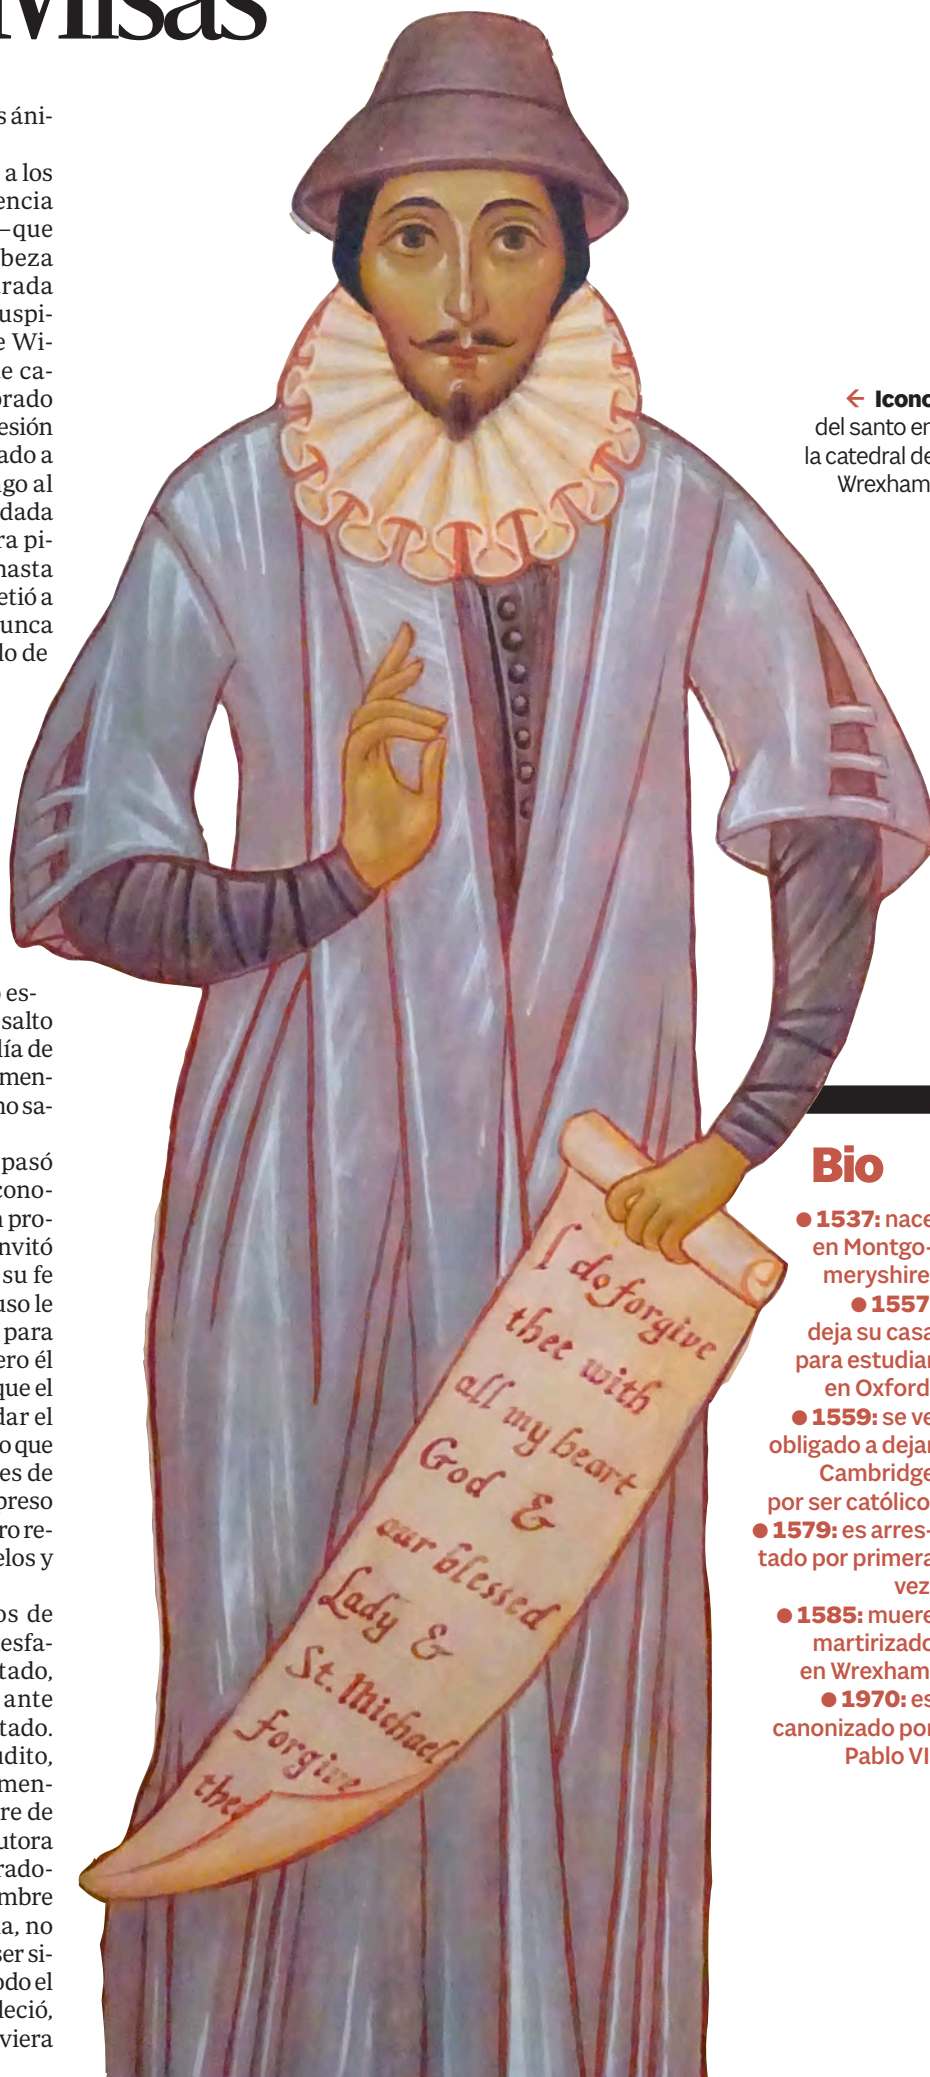 Misas
s áni-
a los
encia
–que
beza
rada
uspi-
e Wi-
e ca-
brado
esión
ado a
go al
dada
ra pi-
hasta
etió a
unca
lo de
es-
salto
lía de
men-
no sa-
pasó
cono-
pro-
nvitó
su fe
uso le
para
ero él
que el
dar el
o que
es de
preso
ro re-
elos y
os de
esfa-
tado,
ante
tado.
údito,
men-
re de
utora
rado-
mbre
a, no
ser si-
odo el
leció,
viera
← Icono
del santo en
la catedral de
Wrexham
I do forgive
thee with
all my heart
God &
our blessed
Lady &
St. Michael
forgive
thee
Bio
● 1537: nace
en Montgo-
meryshire
● 1557
deja su casa
para estudiar
en Oxford
● 1559: se ve
obligado a dejar
Cambridge
por ser católico
● 1579: es arres-
tado por primera
vez
● 1585: muere
martirizado
en Wrexham
● 1970: es
canonizado por
Pablo VI